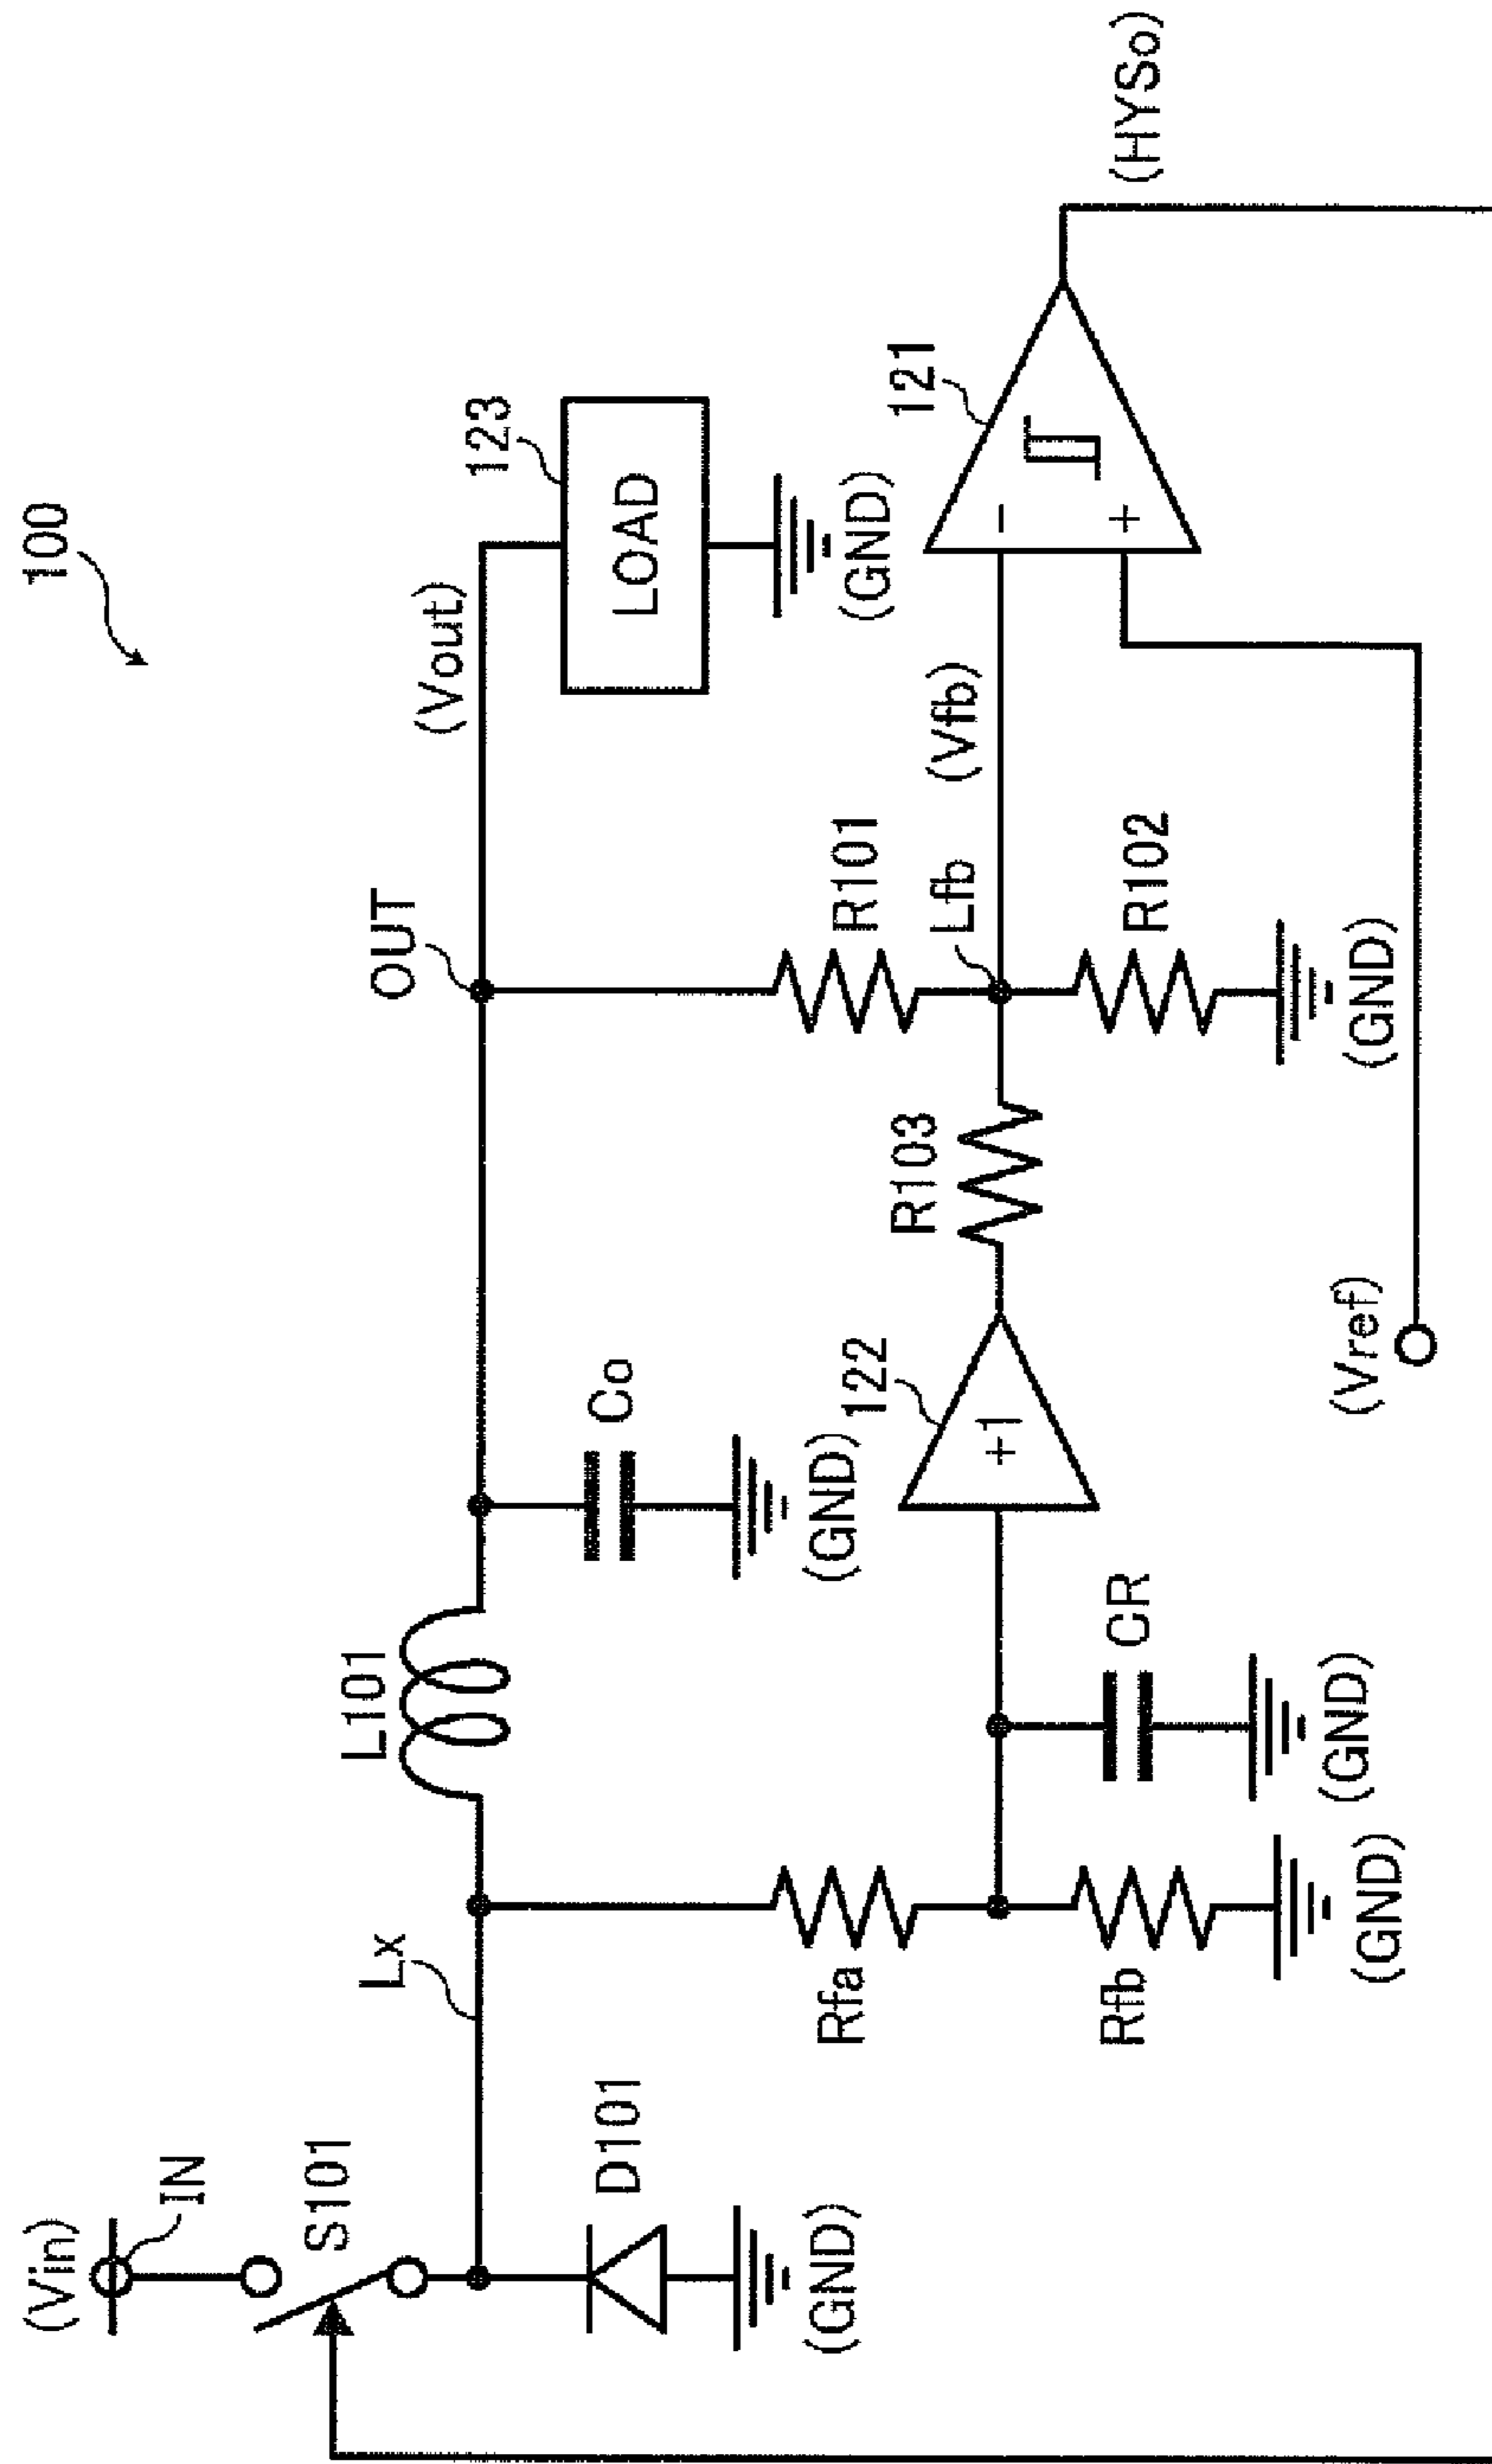 100
(Vin)
IN
S101
Lx
L101
OUT
(Vout)
123
LOAD
(GND)
D101
(GND)
Co
(GND)
Rfa
Rfb
(GND)
CR
(GND)
122
+1
R103
R101
Lfb
(Vfb)
R102
(GND)
121
-
+
(HYSo)
(Vref)